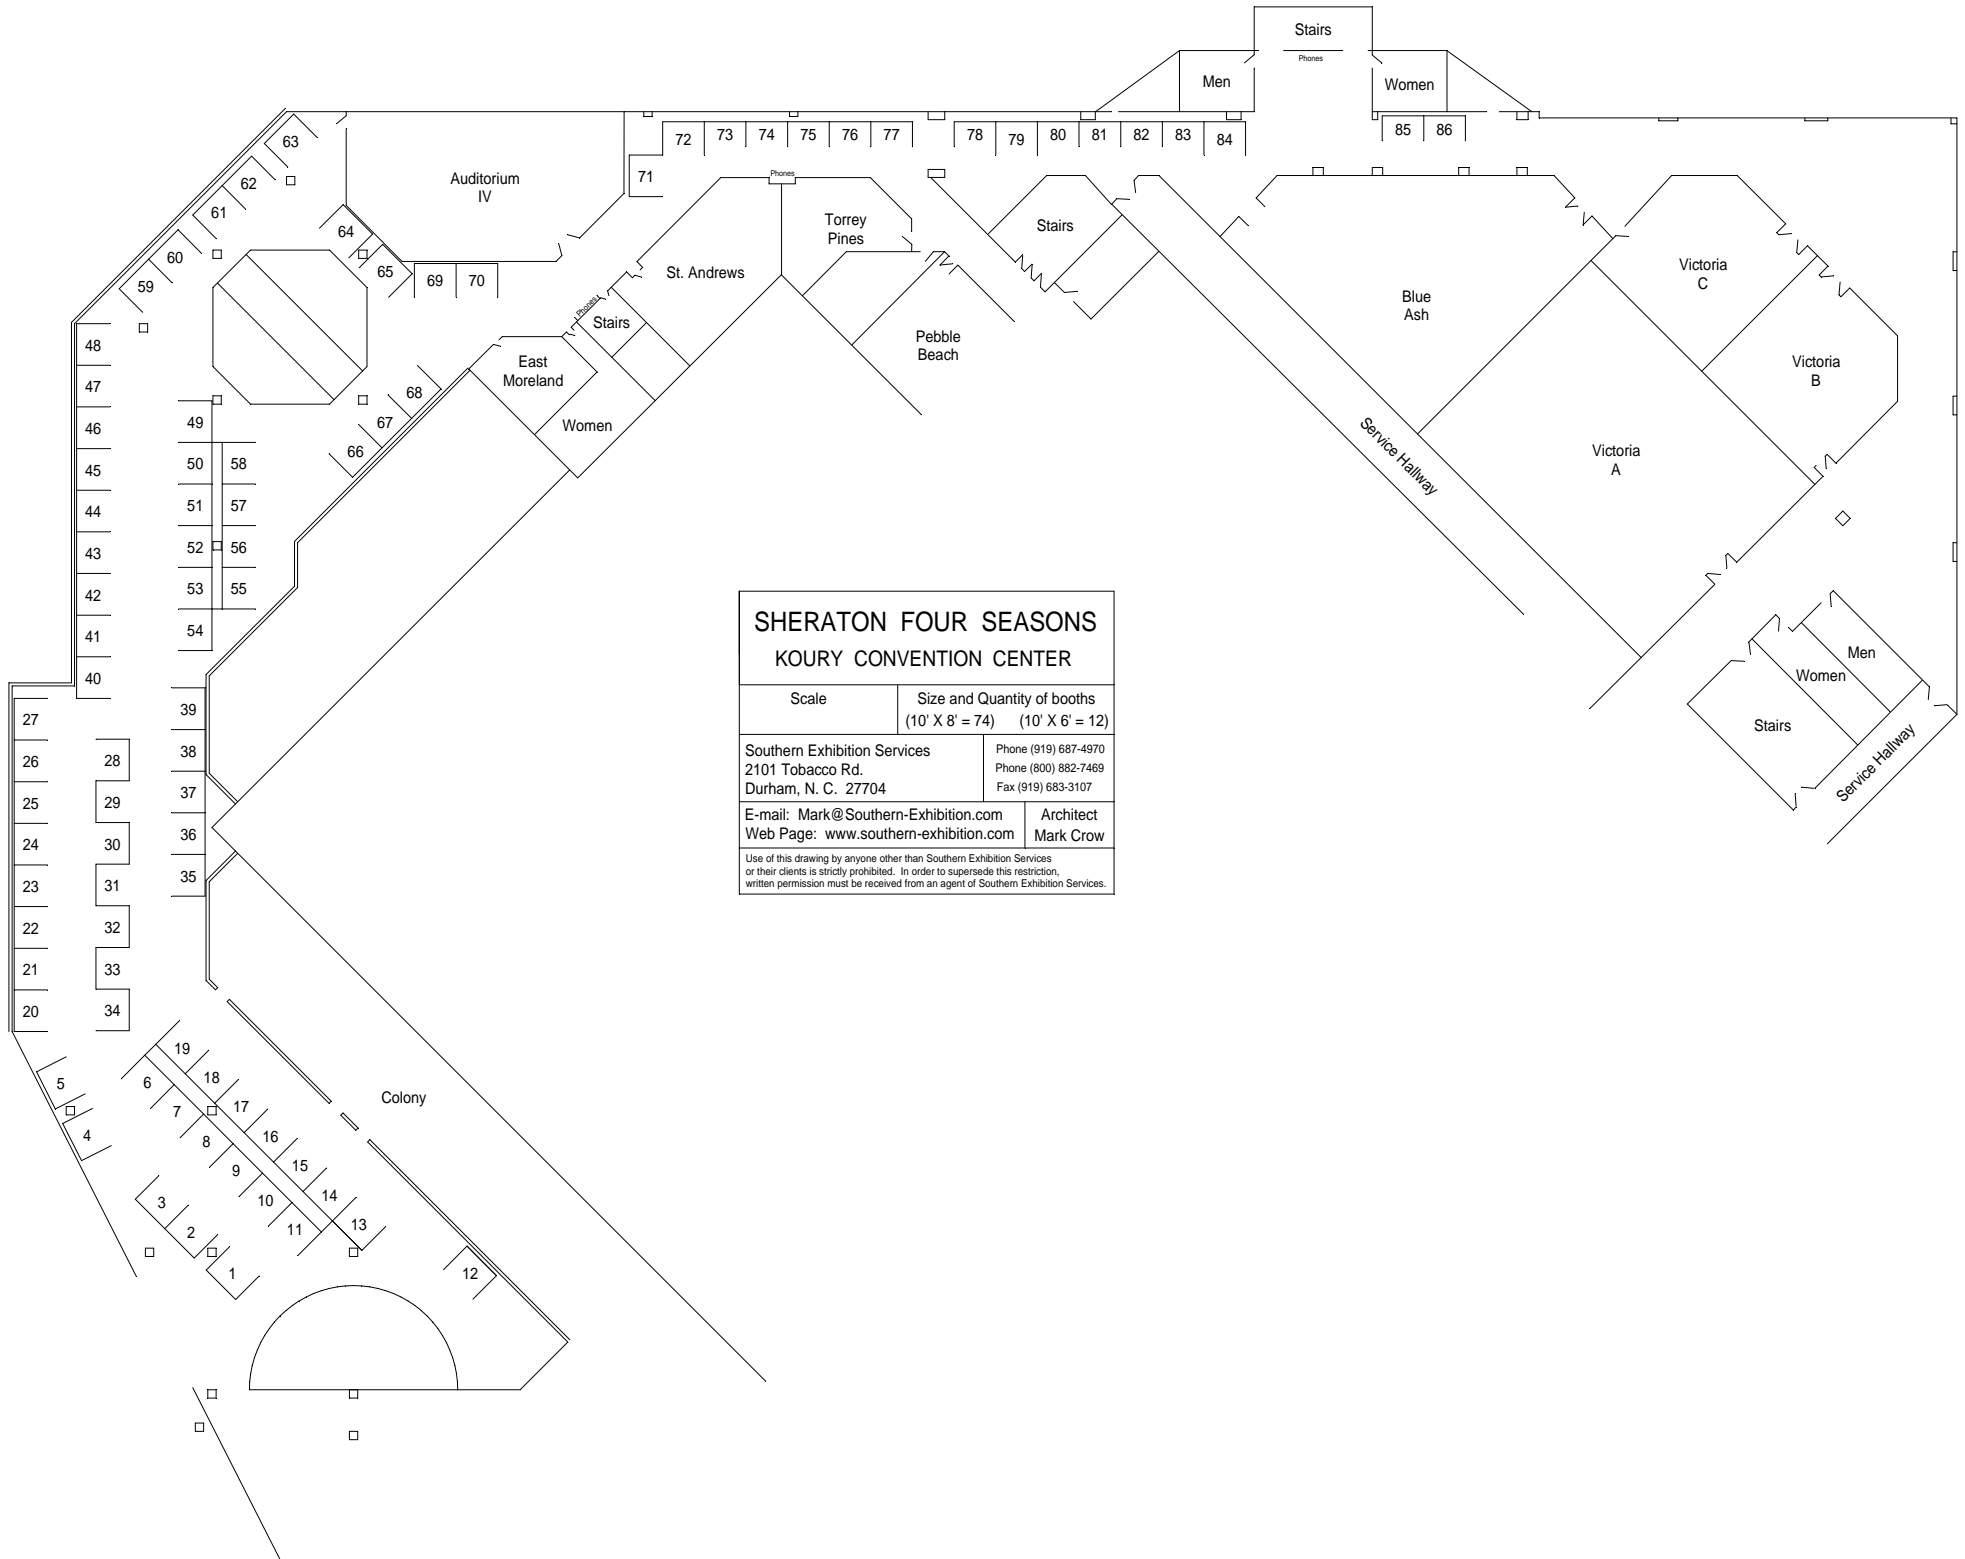 Stairs
Phones
Men
Women
63
72
73
74
75
76
77
78
79
80
81
82
83
84
85
86
62
Auditorium
IV
71
Phones
61
64
Torrey
Pines
Stairs
60
65
69
70
St. Andrews
Victoria
C
59
Phones
Stairs
Blue
Ash
48
East
Moreland
Pebble
Beach
Victoria
B
47
68
46
49
67
Women
Service Hallway
45
50
58
66
Victoria
A
44
51
57
43
52
56
42
53
55
41
54
40
SHERATON FOUR SEASONS
KOURY CONVENTION CENTER
Scale
Size and Quantity of booths
(10' X 8' = 74) (10' X 6' = 12)
Southern Exhibition Services
2101 Tobacco Rd.
Durham, N. C. 27704
Phone (919) 687-4970
Phone (800) 882-7469
Fax (919) 683-3107
E-mail: Mark@Southern-Exhibition.com
Web Page: www.southern-exhibition.com
Architect
Mark Crow
Use of this drawing by anyone other than Southern Exhibition Services
or their clients is strictly prohibited. In order to supersede this restriction,
written permission must be received from an agent of Southern Exhibition Services.
Men
Women
Stairs
Service Hallway
27
39
26
28
38
25
29
37
24
30
36
23
31
35
22
32
21
33
20
34
19
5
6
18
7
17
4
8
16
9
15
3
10
14
2
11
13
1
12
Colony